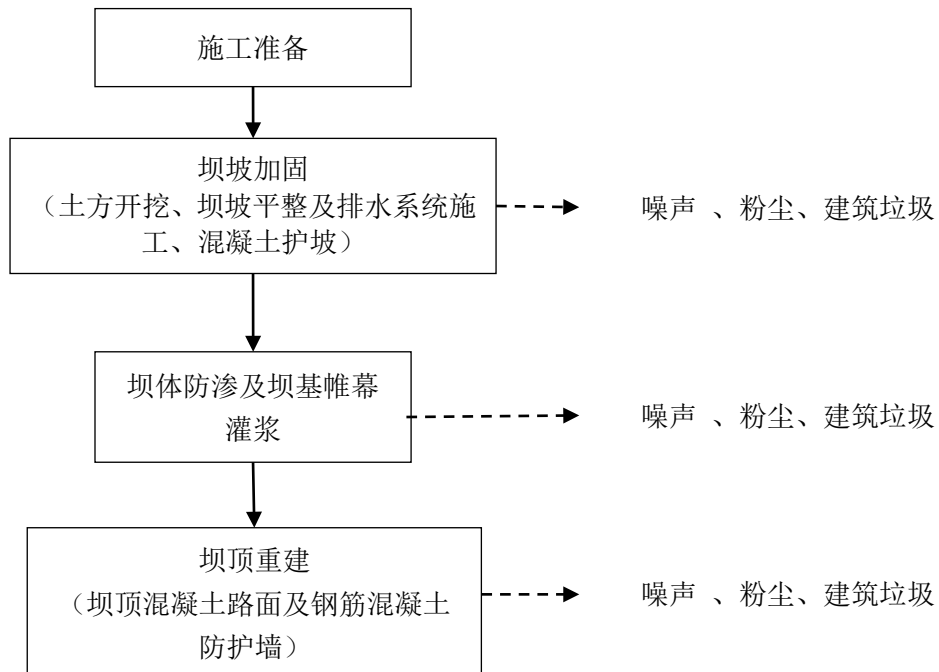 施工准备
坝坡加固
（土方开挖、坝坡平整及排水系统施
工、混凝土护坡）
噪声 、粉尘、建筑垃圾
坝体防渗及坝基帷幕
灌浆
噪声 、粉尘、建筑垃圾
坝顶重建
（坝顶混凝土路面及钢筋混凝土
防护墙）
噪声 、粉尘、建筑垃圾